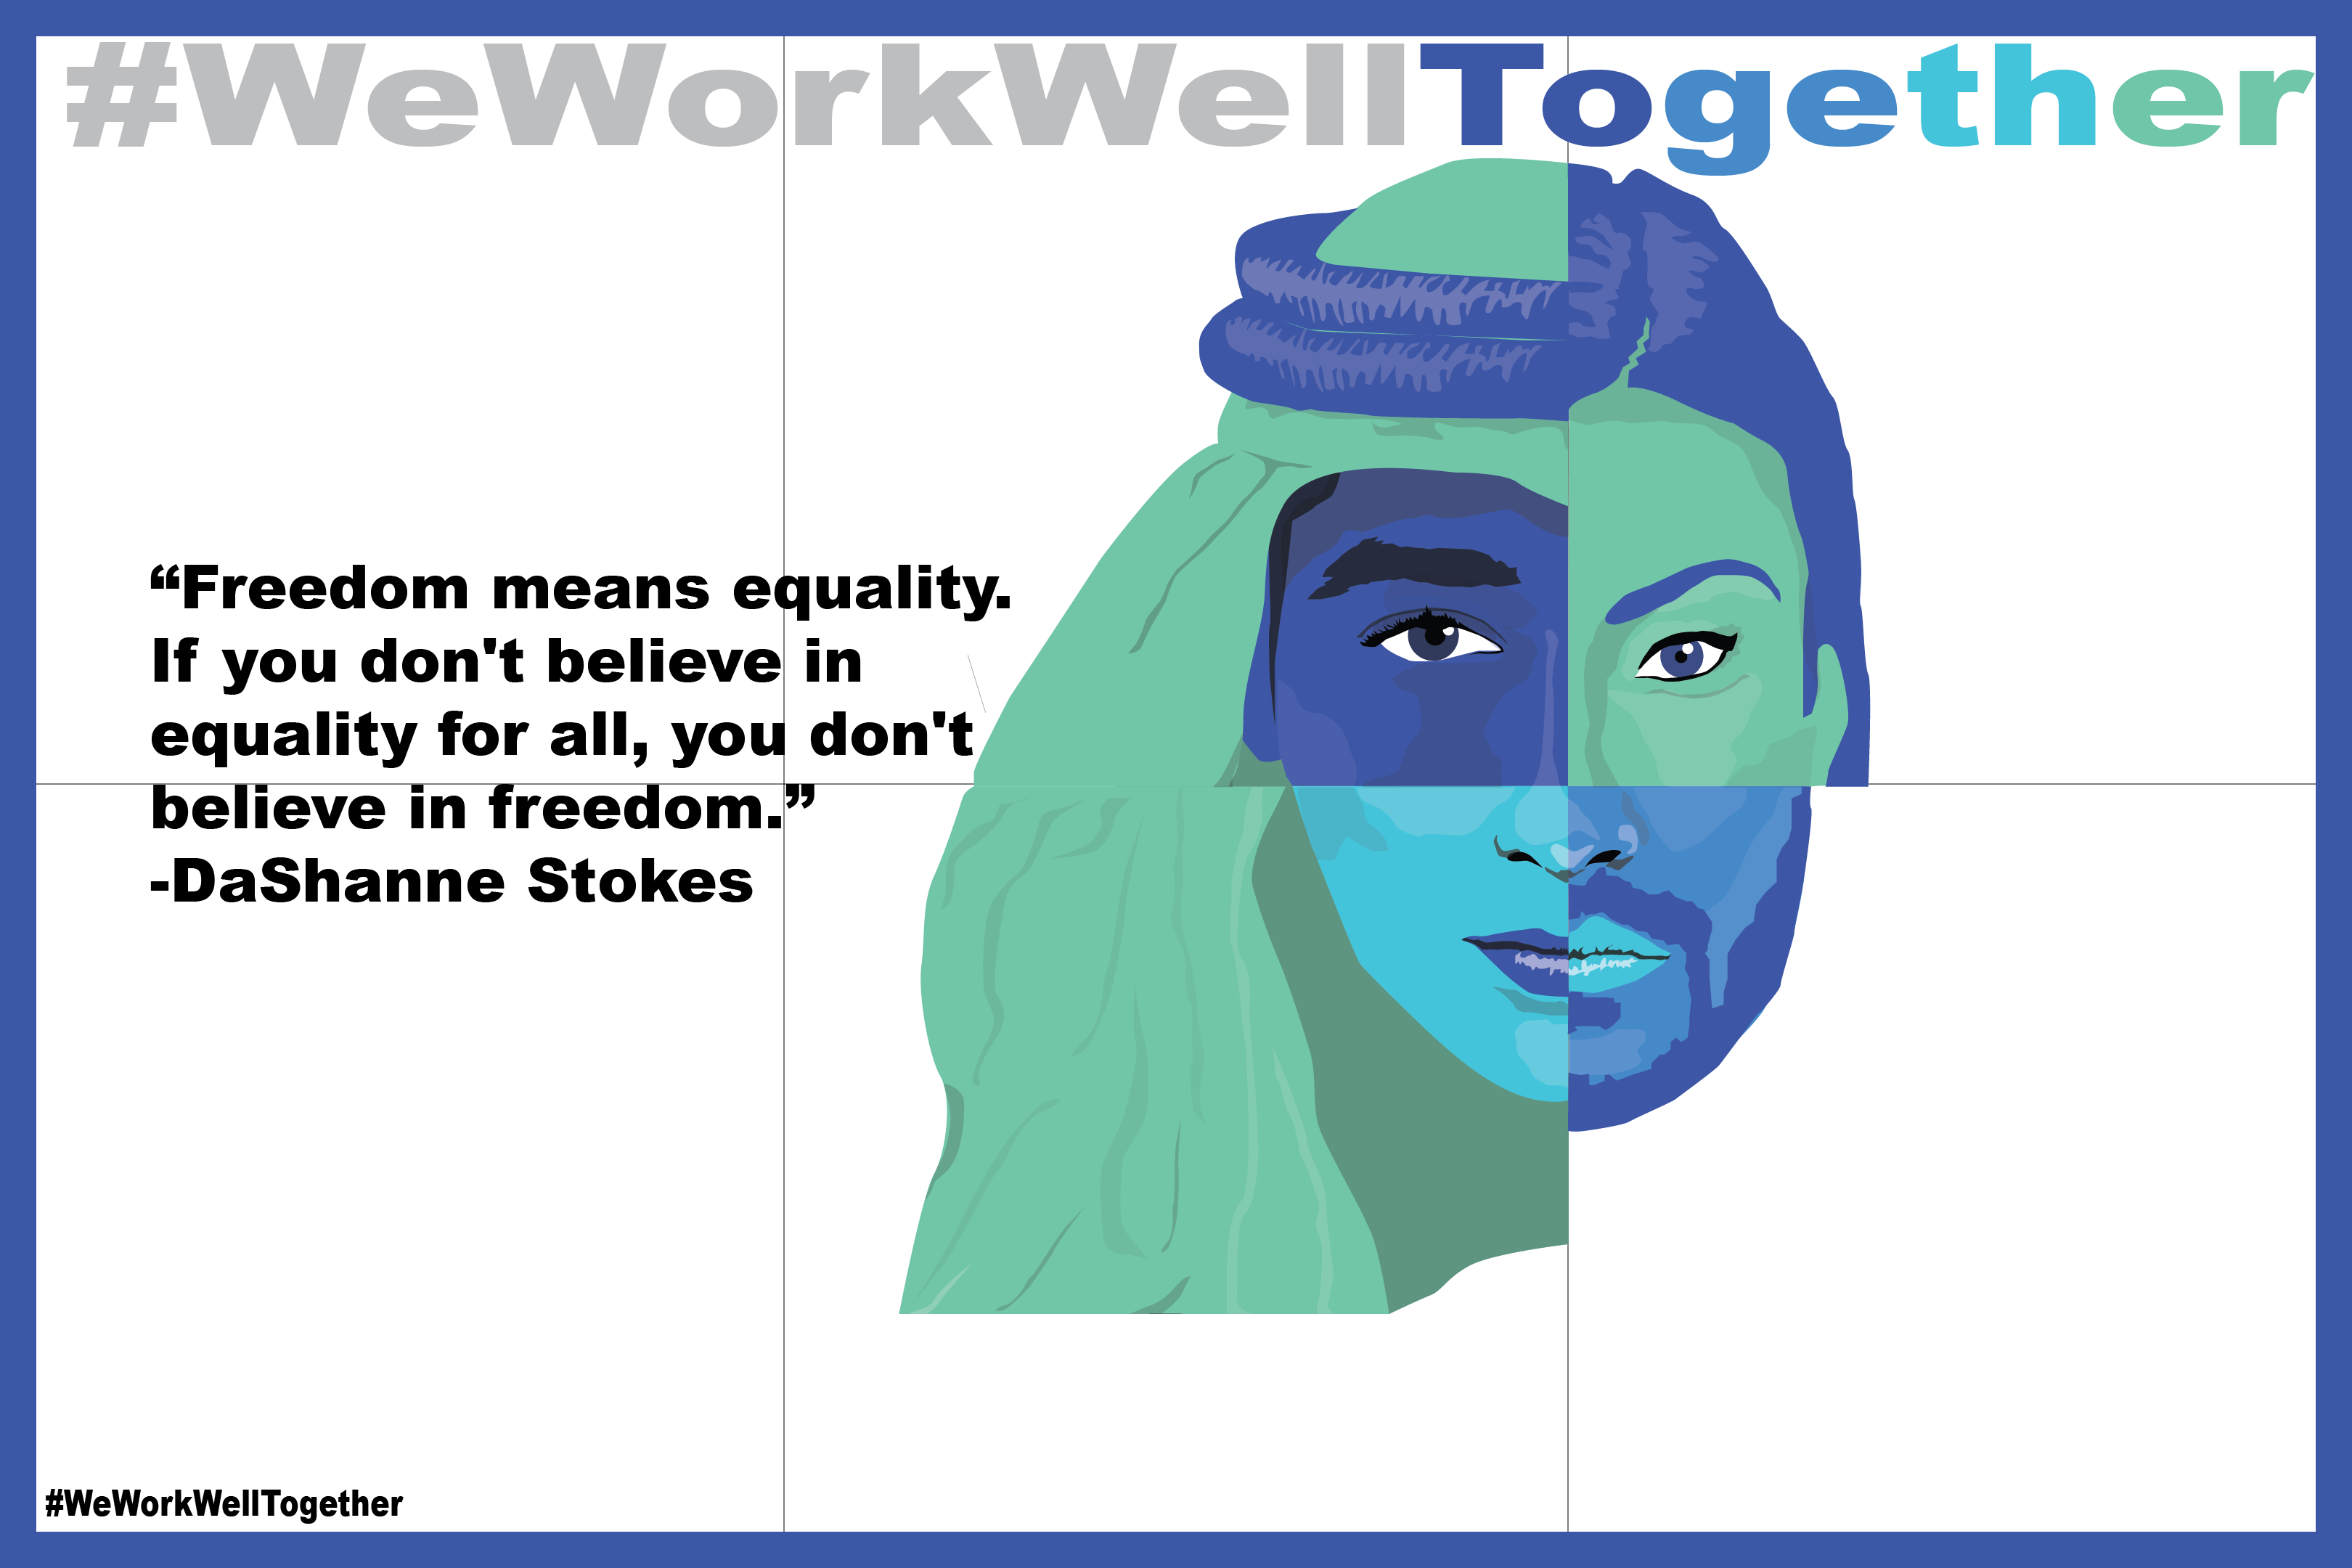 #WeWorkWellTogether
“Freedom means equality.
If you don't believe in
equality for all, you don't
believe in freedom.”
-DaShanne Stokes
#WeWorkWellTogether